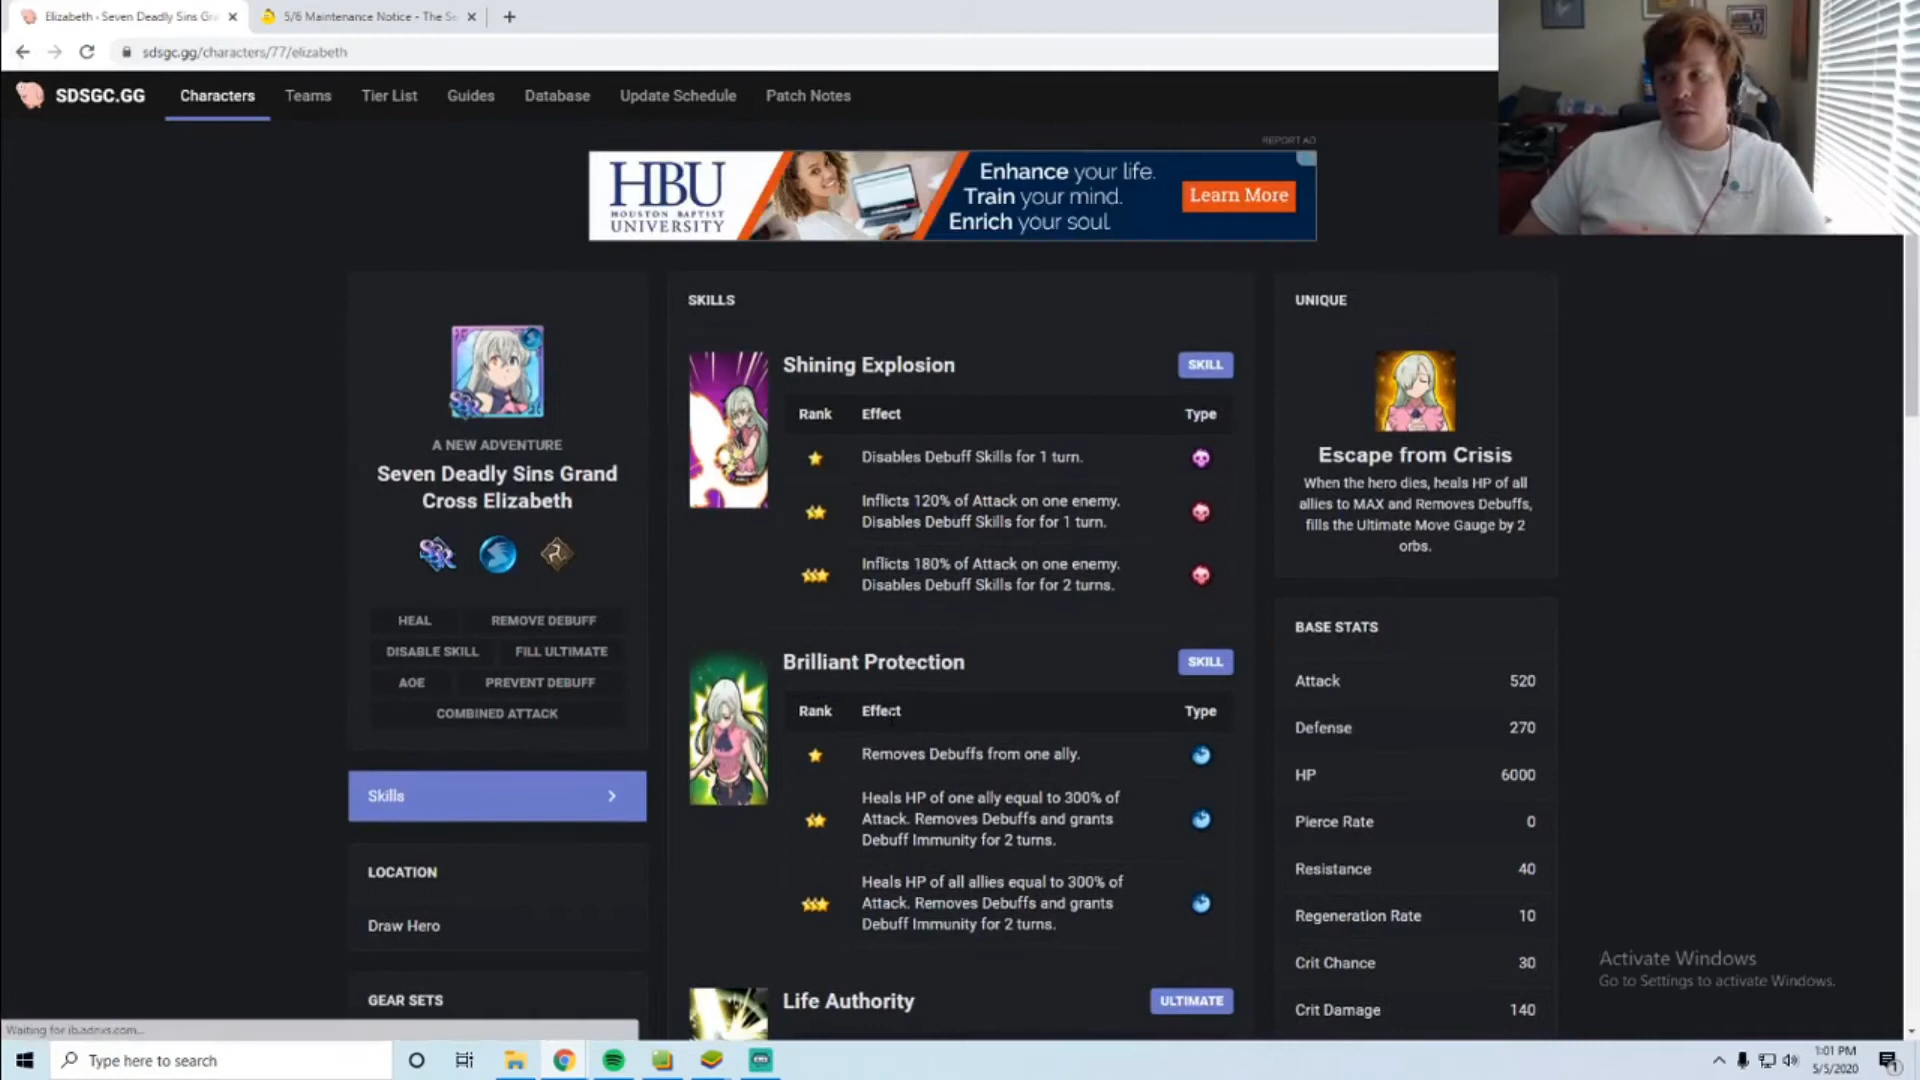 Elizabeth - Seven Deadly Sins Gr
5/6 Maintenance Notice - The Se
sdsgc.gg/characters/77/elizabeth
SDSGC.GG
Characters
Teams
Tier List
Guides
Database
Update Schedule
Patch Notes
REPORT AD
HBU
HOUSTON BAPTIST
UNIVERSITY
Enhance your life.
Train your mind.
Enrich your soul.
Learn More
A NEW ADVENTURE
Seven Deadly Sins Grand
Cross Elizabeth
SSR
HEAL
REMOVE DEBUFF
DISABLE SKILL
FILL ULTIMATE
AOE
PREVENT DEBUFF
COMBINED ATTACK
Skills
LOCATION
Draw Hero
GEAR SETS
SKILLS
Shining Explosion
SKILL
Rank
Effect
Type
Disables Debuff Skills for 1 turn.
Inflicts 120% of Attack on one enemy.
Disables Debuff Skills for for 1 turn.
Inflicts 180% of Attack on one enemy.
Disables Debuff Skills for for 2 turns.
Brilliant Protection
SKILL
Rank
Effect
Type
Removes Debuffs from one ally.
Heals HP of one ally equal to 300% of
Attack. Removes Debuffs and grants
Debuff Immunity for 2 turns.
Heals HP of all allies equal to 300% of
Attack. Removes Debuffs and grants
Debuff Immunity for 2 turns.
Life Authority
ULTIMATE
UNIQUE
Escape from Crisis
When the hero dies, heals HP of all
allies to MAX and Removes Debuffs,
fills the Ultimate Move Gauge by 2
orbs.
BASE STATS
Attack 520
Defense 270
HP 6000
Pierce Rate 0
Resistance 40
Regeneration Rate 10
Crit Chance 30
Crit Damage 140
Activate Windows
Go to Settings to activate Windows.
Waiting for ib.adnxs.com...
Type here to search
1:01 PM
5/5/2020